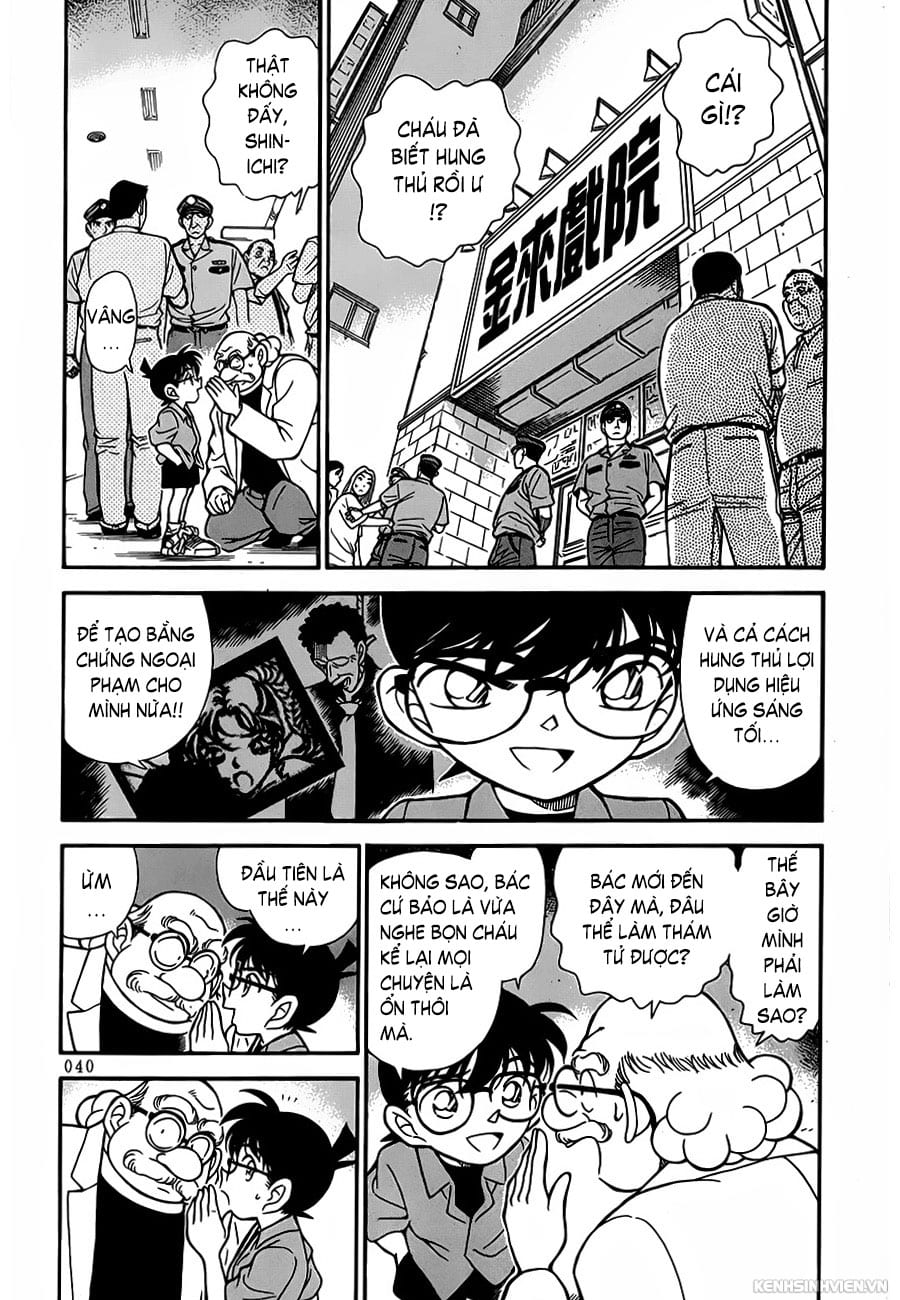 CÁI
GÌ!?
CHÁU ĐÃ
BIẾT HUNG
THỦ RỒI Ư
!?
金來戲院
THẬT
KHÔNG
ĐẤY,
SHIN-
ICHI?
VÂNG
...
VÀ CẢ CÁCH
HUNG THỦ LỢI
DỤNG HIỆU
ỨNG SÁNG
TỐI...
ĐỂ TẠO BẰNG
CHỨNG NGOẠI
PHẠM CHO
MÌNH NỮA!!
THẾ
BÂY
GIỜ
MÌNH
PHẢI
LÀM
SAO?
BÁC MỚI ĐẾN
ĐÂY MÀ, ĐÂU
THỂ LÀM THÁM
TỬ ĐƯỢC?
KHÔNG SAO, BÁC
CỨ BẢO LÀ VỪA
NGHE BỌN CHÁU
KỂ LẠI MỌI
CHUYỆN LÀ
ỔN THÔI
MÀ.
ĐẦU TIÊN LÀ
THẾ NÀY
...
ỪM
...
040
KENHSINHVIEN.VN